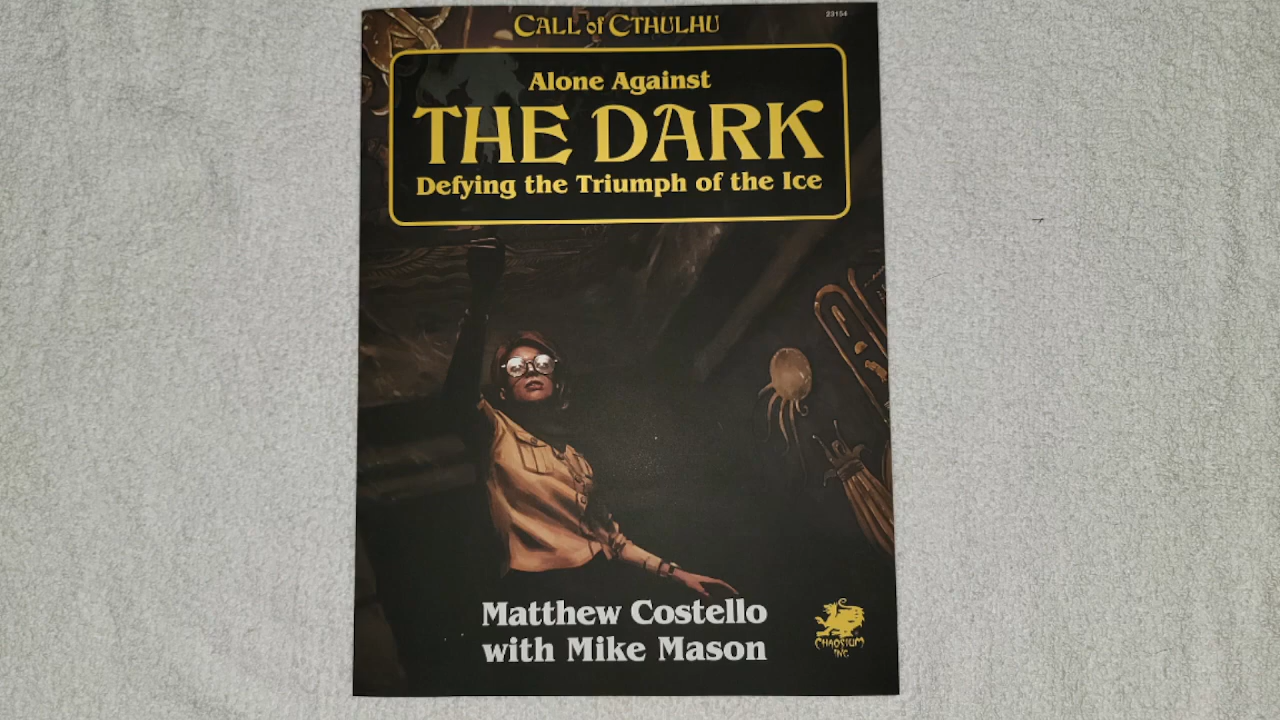 23154
CALL of CTHULHU
Alone Against
THE DARK
Defying the Triumph of the Ice
Matthew Costello
with Mike Mason
CHAOSIUM
INC.